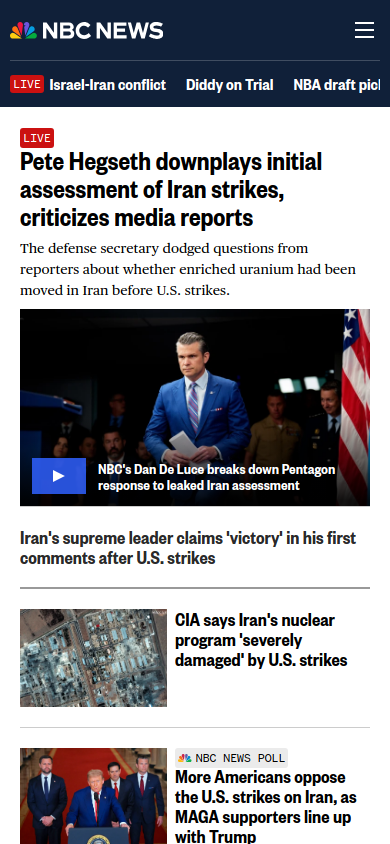 NBC NEWS
LIVE Israel-Iran conflict Diddy on Trial NBA draft pic
LIVE
Pete Hegseth downplays initial
assessment of Iran strikes,
criticizes media reports
The defense secretary dodged questions from
reporters about whether enriched uranium had been
moved in Iran before U.S. strikes.
NBC's Dan De Luce breaks down Pentagon
response to leaked Iran assessment
Iran's supreme leader claims 'victory' in his first
comments after U.S. strikes
CIA says Iran's nuclear
program 'severely
damaged' by U.S. strikes
NBC NEWS POLL
More Americans oppose
the U.S. strikes on Iran, as
MAGA supporters line up
with Trump